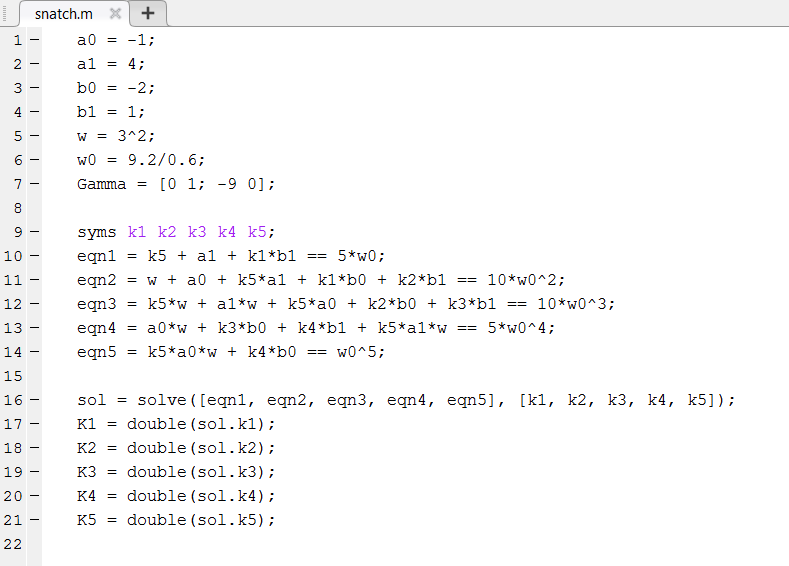 snatch.m × +
1 – a0 = -1;
2 – a1 = 4;
3 – b0 = -2;
4 – b1 = 1;
5 – w = 3^2;
6 – w0 = 9.2/0.6;
7 – Gamma = [0 1; -9 0];
8
9 – syms k1 k2 k3 k4 k5;
10 – eqn1 = k5 + a1 + k1*b1 == 5*w0;
11 – eqn2 = w + a0 + k5*a1 + k1*b0 + k2*b1 == 10*w0^2;
12 – eqn3 = k5*w + a1*w + k5*a0 + k2*b0 + k3*b1 == 10*w0^3;
13 – eqn4 = a0*w + k3*b0 + k4*b1 + k5*a1*w == 5*w0^4;
14 – eqn5 = k5*a0*w + k4*b0 == w0^5;
15
16 – sol = solve([eqn1, eqn2, eqn3, eqn4, eqn5], [k1, k2, k3, k4, k5]);
17 – K1 = double(sol.k1);
18 – K2 = double(sol.k2);
19 – K3 = double(sol.k3);
20 – K4 = double(sol.k4);
21 – K5 = double(sol.k5);
22